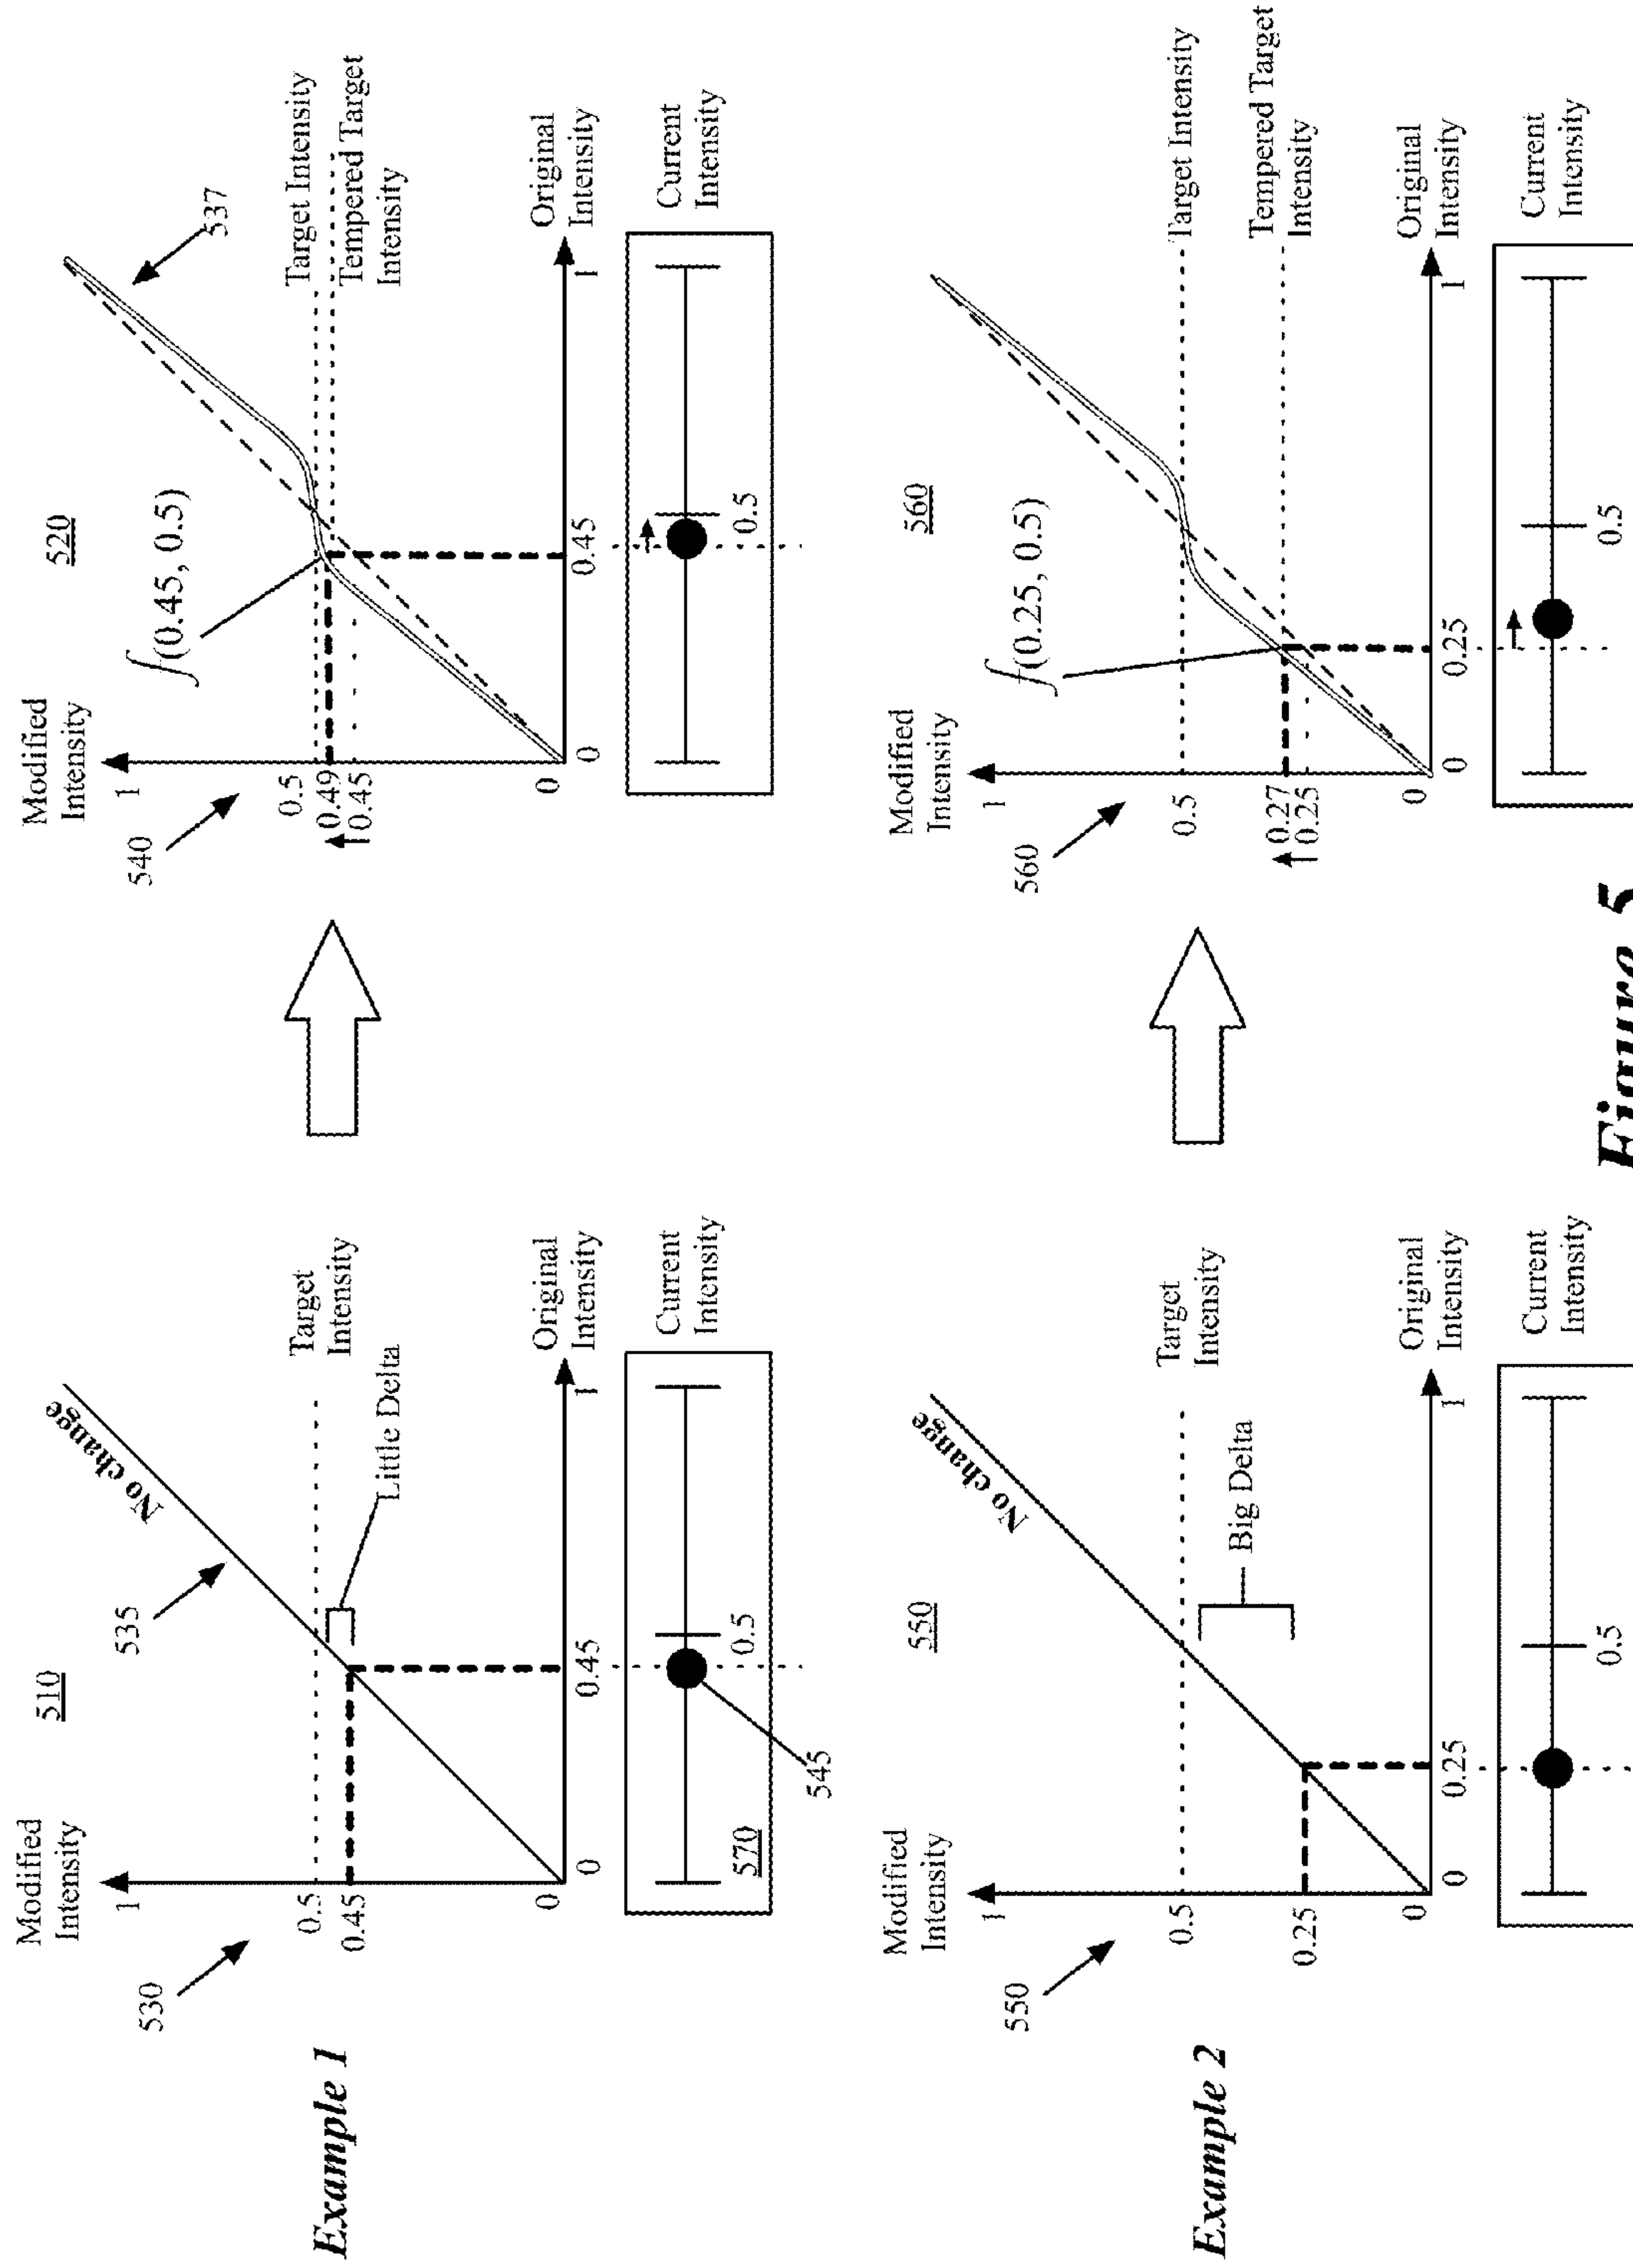 Example 1
530
Modified
Intensity
1
0.5
0.45
0
510
535
No change
Target
Intensity
Little Delta
0
0.45
1
Original
Intensity
570
0.5
545
Current
Intensity
540
Modified
Intensity
1
0.5
0.49
0.45
0
520
f(0.45, 0.5)
537
Target Intensity
Tempered Target
Intensity
0
0.45
1
Original
Intensity
0.5
Current
Intensity
Example 2
550
Modified
Intensity
1
0.5
0.25
0
550
No change
Target
Intensity
Big Delta
0
0.25
1
Original
Intensity
0.5
Current
Intensity
560
Modified
Intensity
1
0.5
0.27
0.25
0
560
f(0.25, 0.5)
Target Intensity
Tempered Target
Intensity
0
0.25
1
Original
Intensity
0.5
Current
Intensity
Figure 5